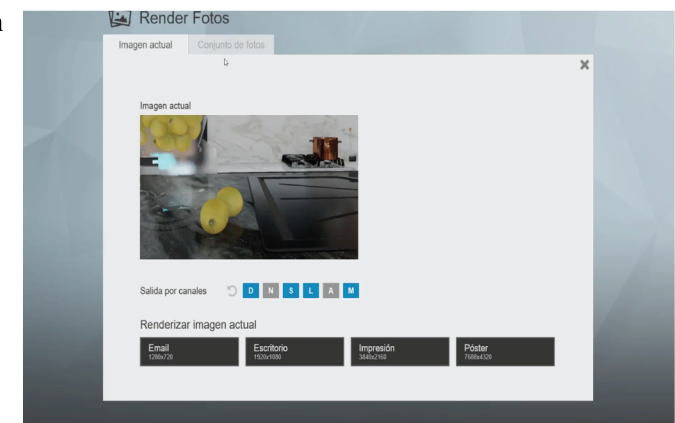 Render Fotos
Imagen actual
Conjunto de fotos
Imagen actual
Salida por canales
D N S L A M
Renderizar imagen actual
Email
1280x720
Escritorio
1920x1080
Impresión
3840x2160
Póster
7680x4320